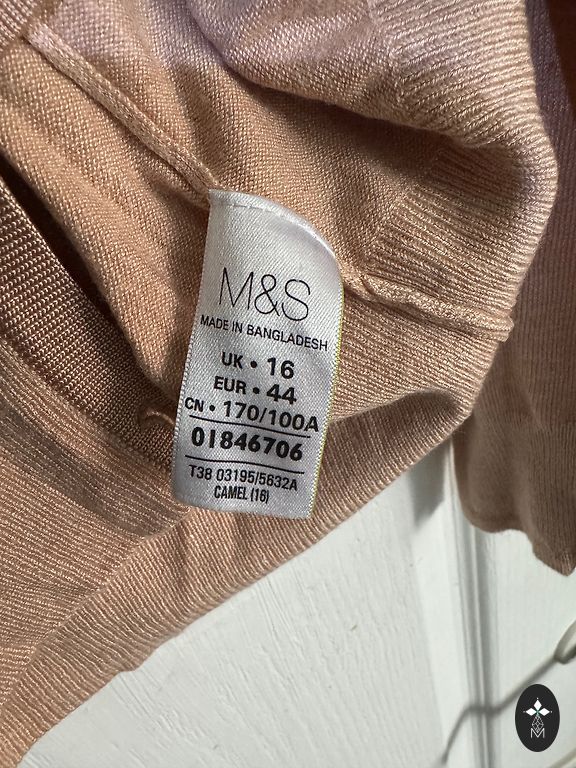 M&S
MADE IN BANGLADESH
UK • 16
EUR • 44
CN • 170/100A
01846706
T38 03195/5632A
CAMEL (16)
M